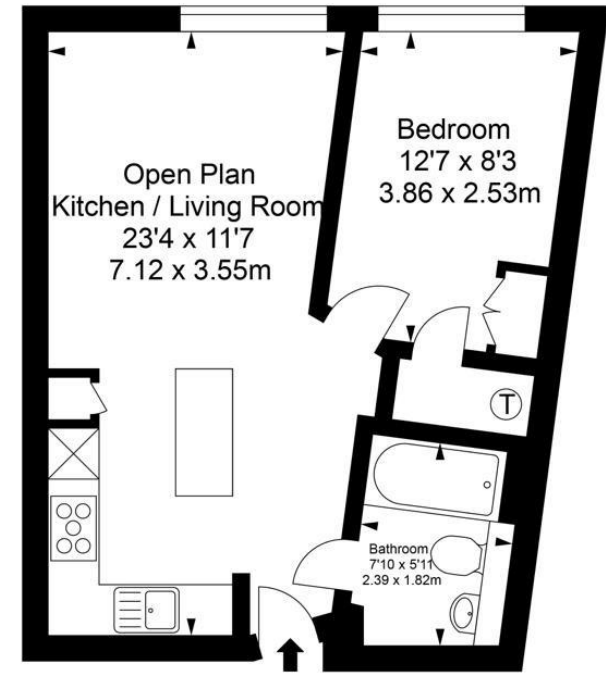 Open Plan
Kitchen / Living Room
23'4 x 11'7
7.12 x 3.55m
Bedroom
12'7 x 8'3
3.86 x 2.53m
T
Bathroom
7'10 x 5'11
2.39 x 1.82m